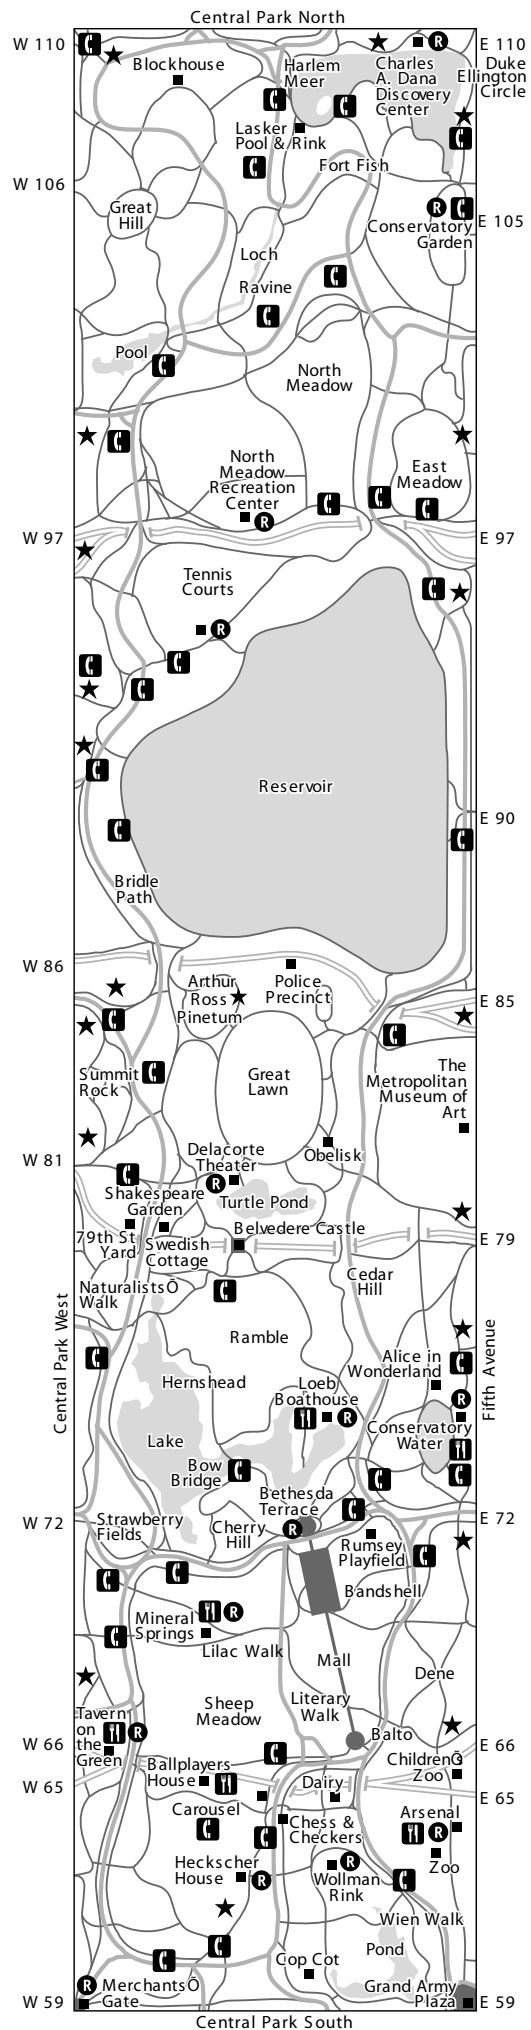 Central Park North
W 110
E 110
Blockhouse
Harlem
Meer
Charles
A. Dana
Discovery
Center
Duke
Ellington
Circle
R
Lasker
Pool & Rink
Fort Fish
W 106
R
E 105
Great
Hill
Conservatory
Garden
Loch
Ravine
Pool
North
Meadow
North
Meadow
Recreation
Center
R
East
Meadow
W 97
E 97
Tennis
Courts
R
Reservoir
E 90
Bridle
Path
W 86
Arthur
Ross
Pinetum
Police
Precinct
E 85
Summit
Rock
Great
Lawn
The
Metropolitan
Museum of
Art
W 81
Delacorte
Theater
R
Obelisk
Shakespeare
Garden
Turtle Pond
79th St
Yard
Swedish
Cottage
Belvedere Castle
E 79
NaturalistsÕ
Walk
Cedar
Hill
Central Park West
Fifth Avenue
Ramble
Alice in
Wonderland
Hernshead
Loeb
Boathouse
R
R
Lake
Conservatory
Water
Bow
Bridge
Bethesda
Terrace
R
W 72
E 72
Strawberry
Fields
Cherry
Hill
Rumsey
Playfield
Bandshell
Mineral
Springs
R
Lilac Walk
Mall
Dene
Sheep
Meadow
Literary
Walk
Tavern
on
the
Green
R
Balto
W 66
E 66
ChildrenÕs
Zoo
W 65
Ballplayers
House
Dairy
E 65
Carousel
Chess &
Checkers
Arsenal
R
Zoo
Heckscher
House
R
Wollman
Rink
R
Wien Walk
Pond
Cop Cot
R
MerchantsÕ
Gate
Grand Army
Plaza
W 59
E 59
Central Park South